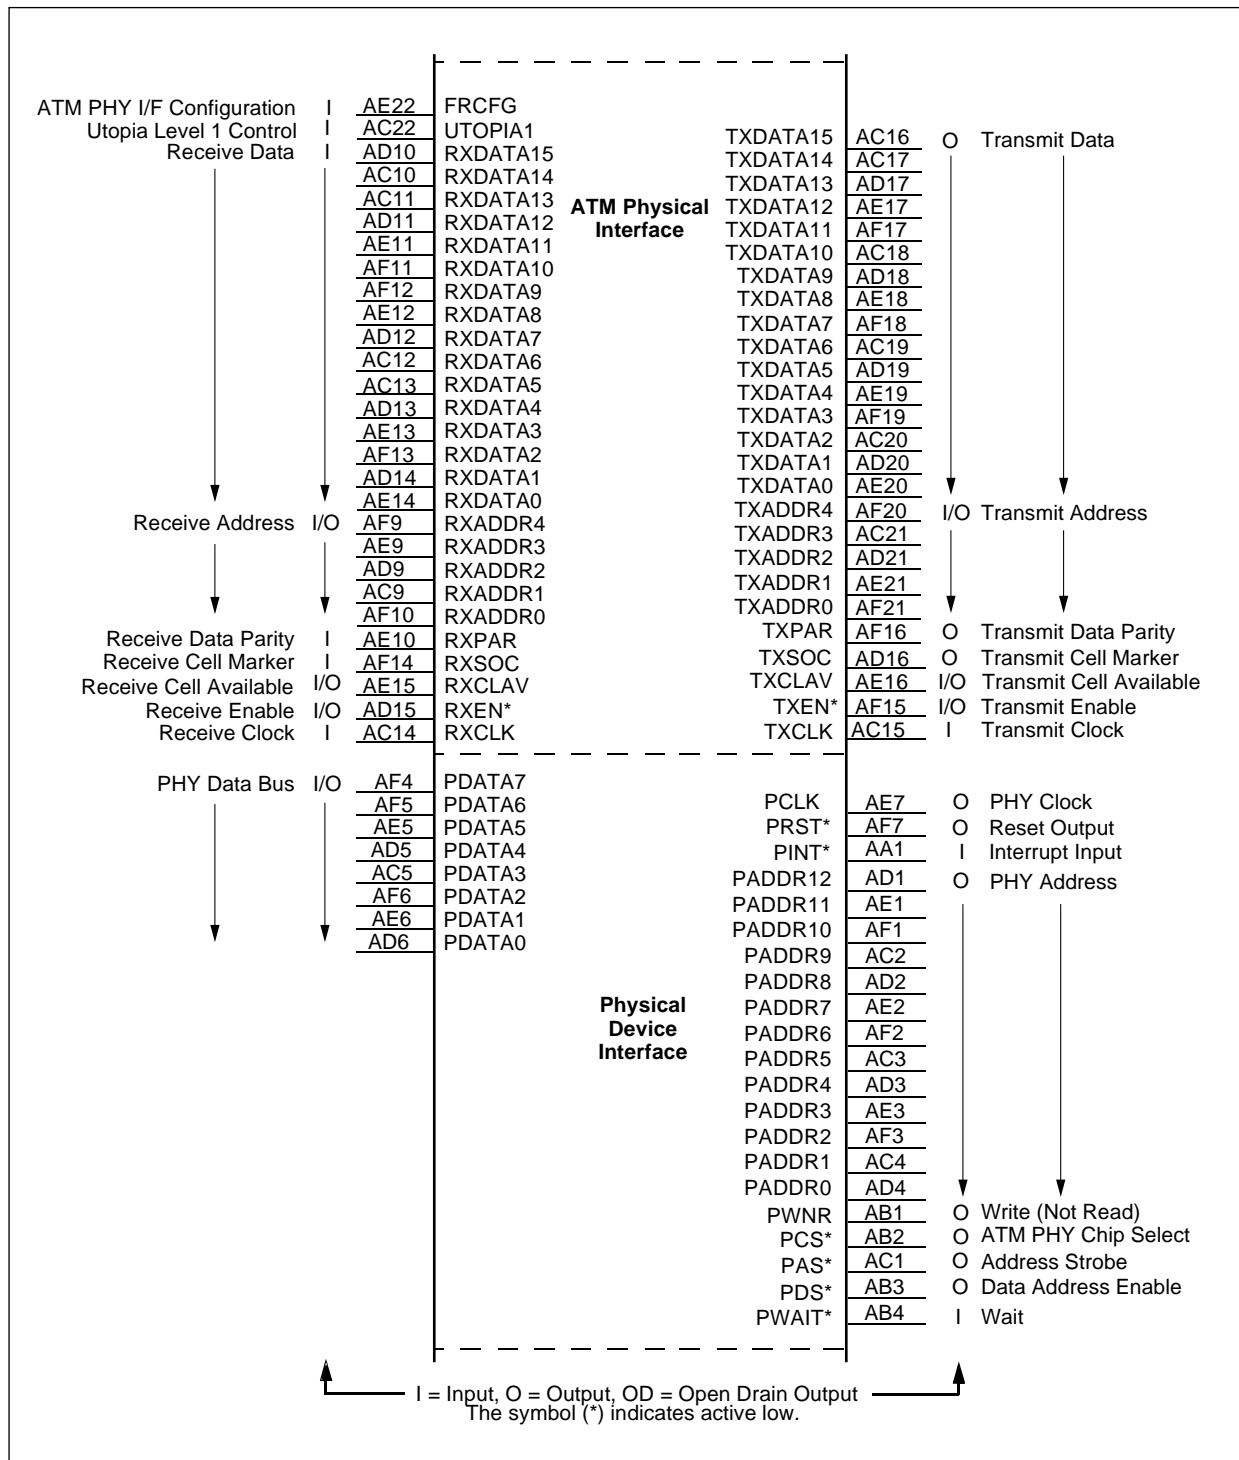 ATM PHY I/F Configuration I AE22 FRCFG
Utopia Level 1 Control I AC22 UTOPIA1
Receive Data I AD10 RXDATA15
AC10 RXDATA14
AC11 RXDATA13
AD11 RXDATA12
AE11 RXDATA11
AF11 RXDATA10
AF12 RXDATA9
AE12 RXDATA8
AD12 RXDATA7
AC12 RXDATA6
AC13 RXDATA5
AD13 RXDATA4
AE13 RXDATA3
AF13 RXDATA2
AD14 RXDATA1
AE14 RXDATA0
Receive Address I/O AF9 RXADDR4
AE9 RXADDR3
AD9 RXADDR2
AC9 RXADDR1
AF10 RXADDR0
Receive Data Parity I AE10 RXPAR
Receive Cell Marker I AF14 RXSOC
Receive Cell Available I/O AE15 RXCLAV
Receive Enable I/O AD15 RXEN*
Receive Clock I AC14 RXCLK
ATM Physical
Interface
TXDATA15 AC16 O Transmit Data
TXDATA14 AC17
TXDATA13 AD17
TXDATA12 AE17
TXDATA11 AF17
TXDATA10 AC18
TXDATA9 AD18
TXDATA8 AE18
TXDATA7 AF18
TXDATA6 AC19
TXDATA5 AD19
TXDATA4 AE19
TXDATA3 AF19
TXDATA2 AC20
TXDATA1 AD20
TXDATA0 AE20
TXADDR4 AF20 I/O Transmit Address
TXADDR3 AC21
TXADDR2 AD21
TXADDR1 AE21
TXADDR0 AF21
TXPAR AF16 O Transmit Data Parity
TXSOC AD16 O Transmit Cell Marker
TXCLAV AE16 I/O Transmit Cell Available
TXEN* AF15 I/O Transmit Enable
TXCLK AC15 I Transmit Clock
PHY Data Bus I/O AF4 PDATA7
AF5 PDATA6
AE5 PDATA5
AD5 PDATA4
AC5 PDATA3
AF6 PDATA2
AE6 PDATA1
AD6 PDATA0
Physical
Device
Interface
PCLK AE7 O PHY Clock
PRST* AF7 O Reset Output
PINT* AA1 I Interrupt Input
PADDR12 AD1 O PHY Address
PADDR11 AE1
PADDR10 AF1
PADDR9 AC2
PADDR8 AD2
PADDR7 AE2
PADDR6 AF2
PADDR5 AC3
PADDR4 AD3
PADDR3 AE3
PADDR2 AF3
PADDR1 AC4
PADDR0 AD4
PWNR AB1 O Write (Not Read)
PCS* AB2 O ATM PHY Chip Select
PAS* AC1 O Address Strobe
PDS* AB3 O Data Address Enable
PWAIT* AB4 I Wait
I = Input, O = Output, OD = Open Drain Output
The symbol (*) indicates active low.